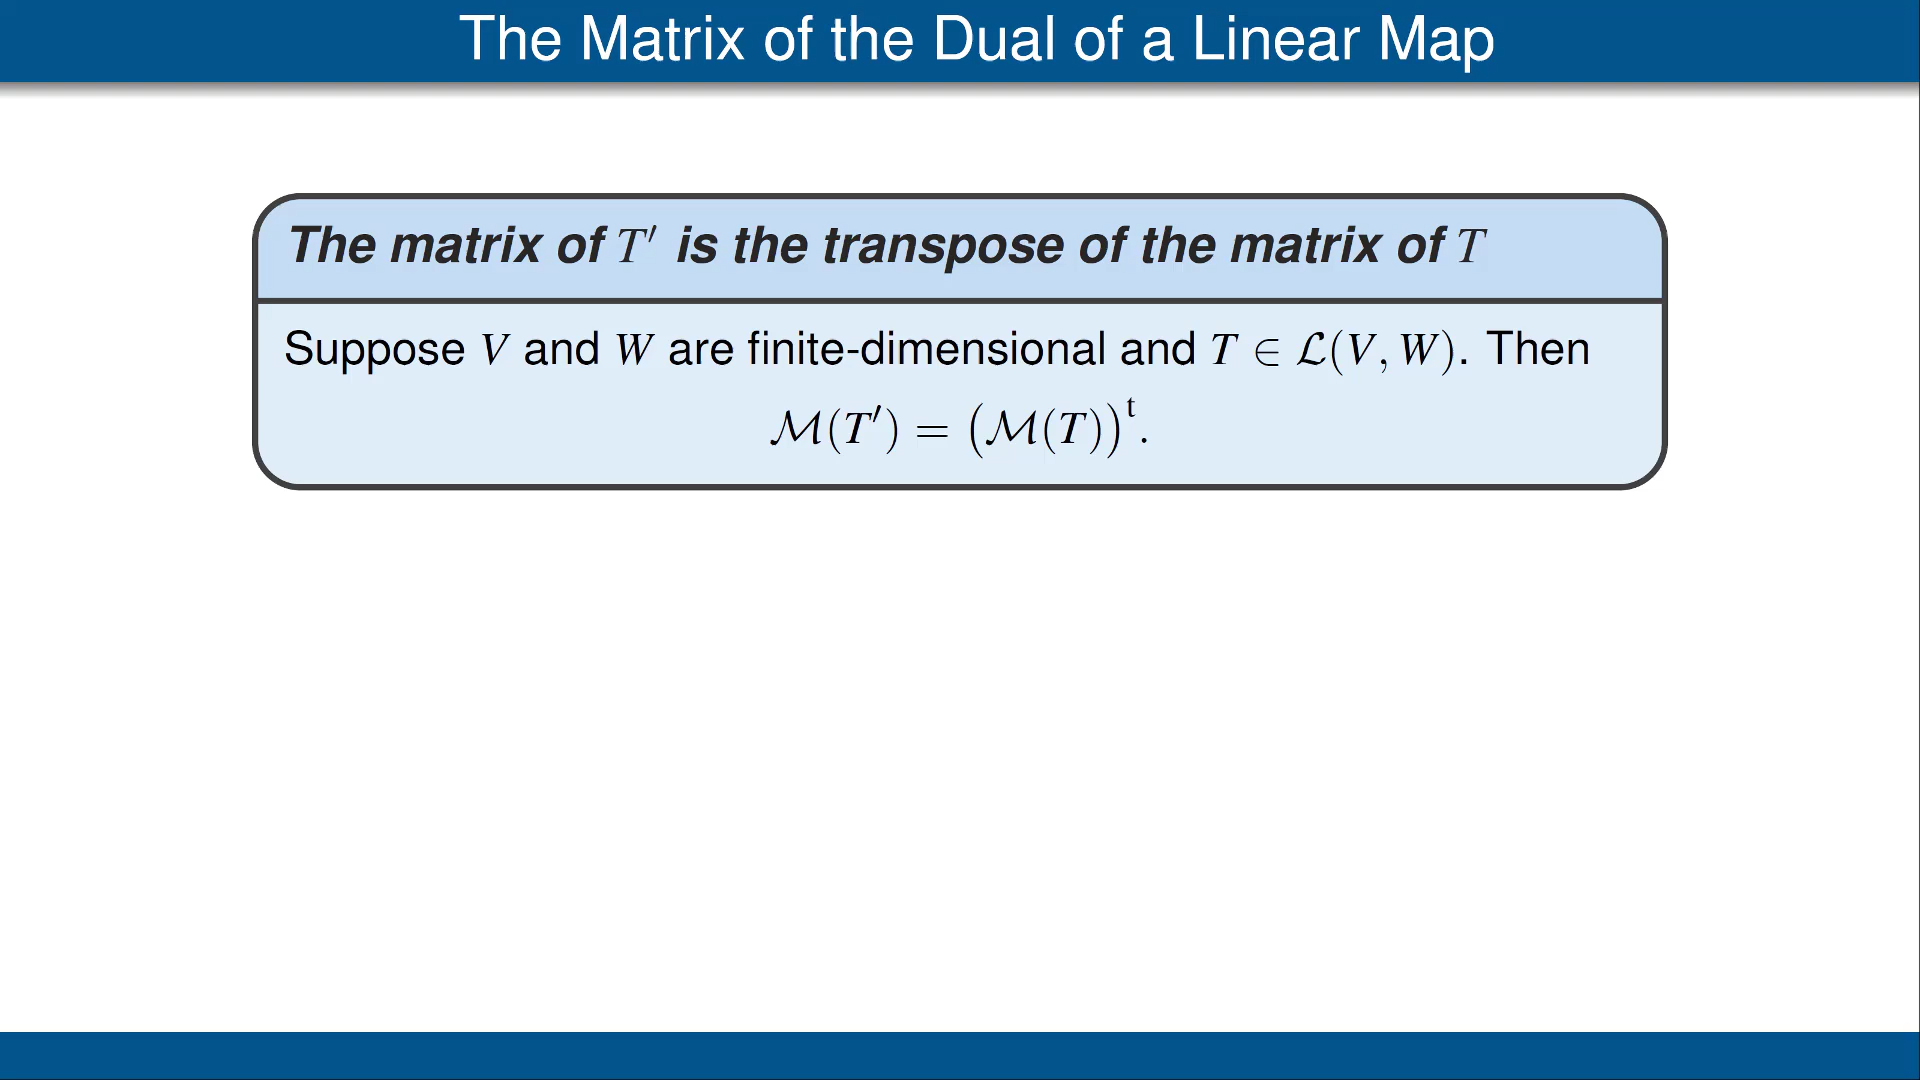 The Matrix of the Dual of a Linear Map
The matrix of T′ is the transpose of the matrix of T
Suppose V and W are finite-dimensional and T ∈ ℒ(V, W). Then
ℳ(T′) = (ℳ(T))ᵗ.